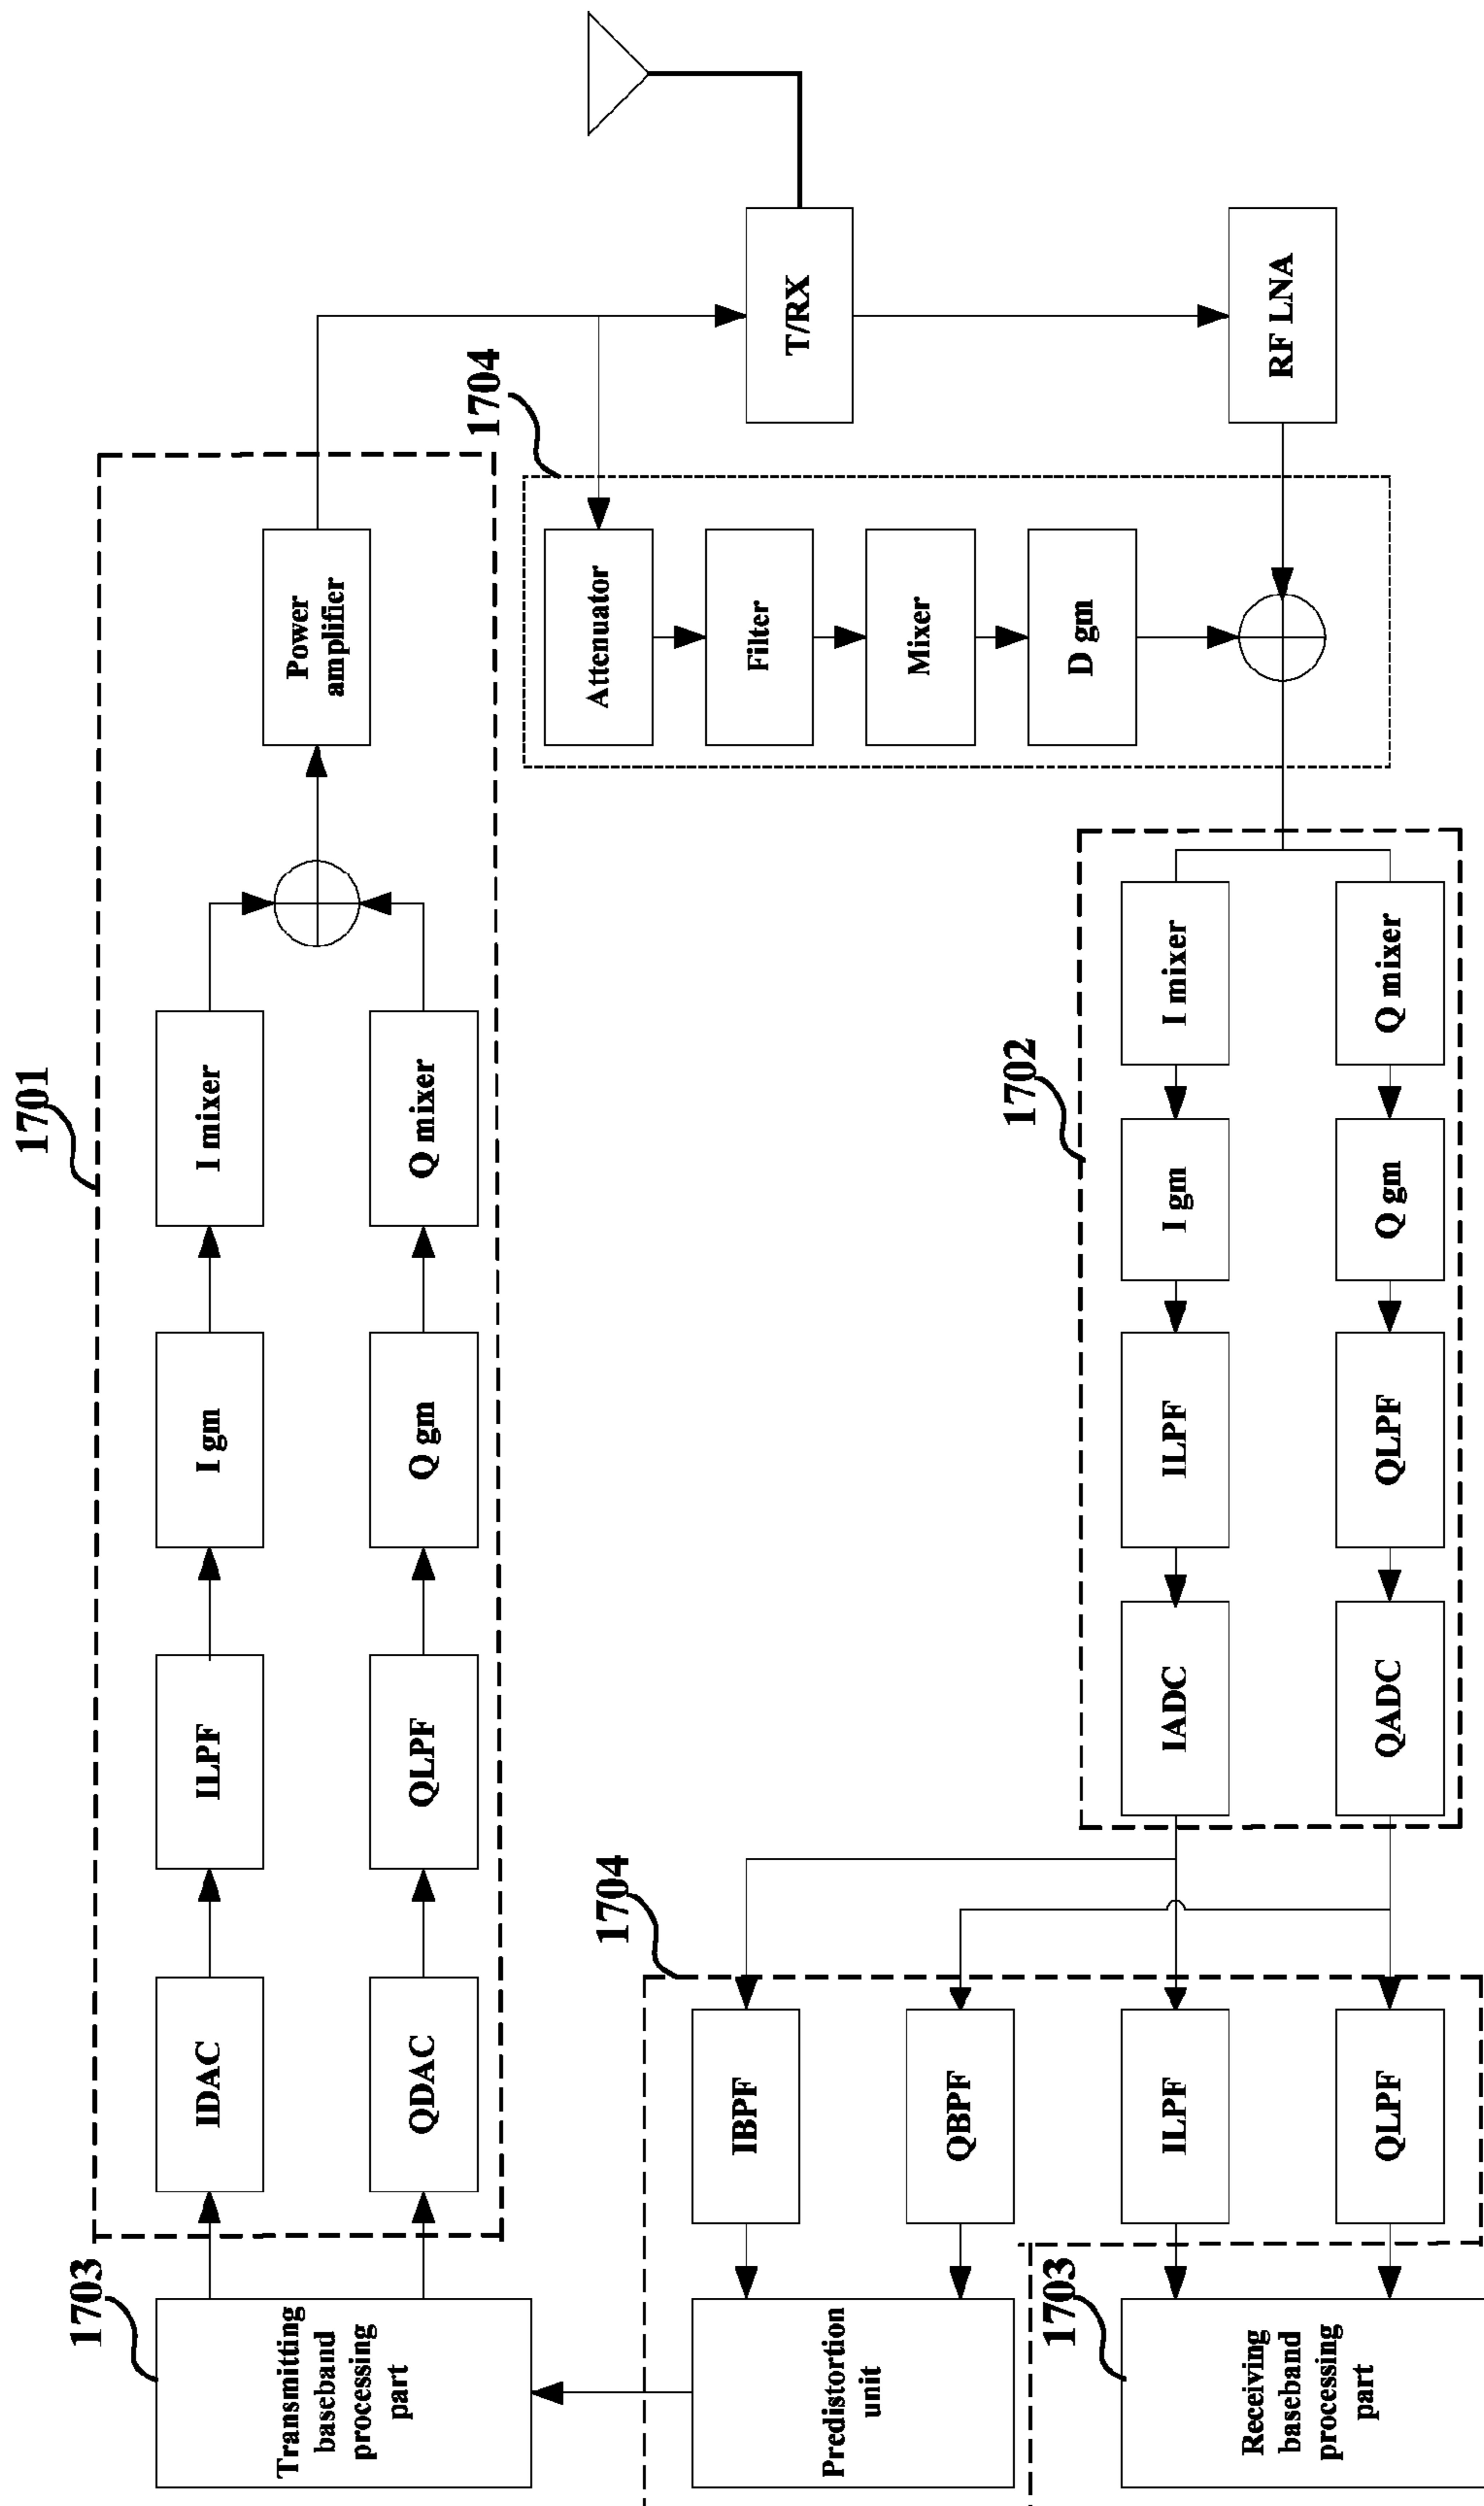 1701
Transmitting
baseband
processing
part
1703
IDAC
ILPF
I gm
I mixer
QDAC
QLPF
Q gm
Q mixer
Power
amplifier
1704
Attenuator
Filter
Mixer
D gm
T/RX
RF LNA
1702
I mixer
I gm
ILPF
IADC
Q mixer
Q gm
QLPF
QADC
1704
IBPF
QBPF
ILPF
QLPF
Predistortion
unit
1703
Receiving
baseband
processing
part